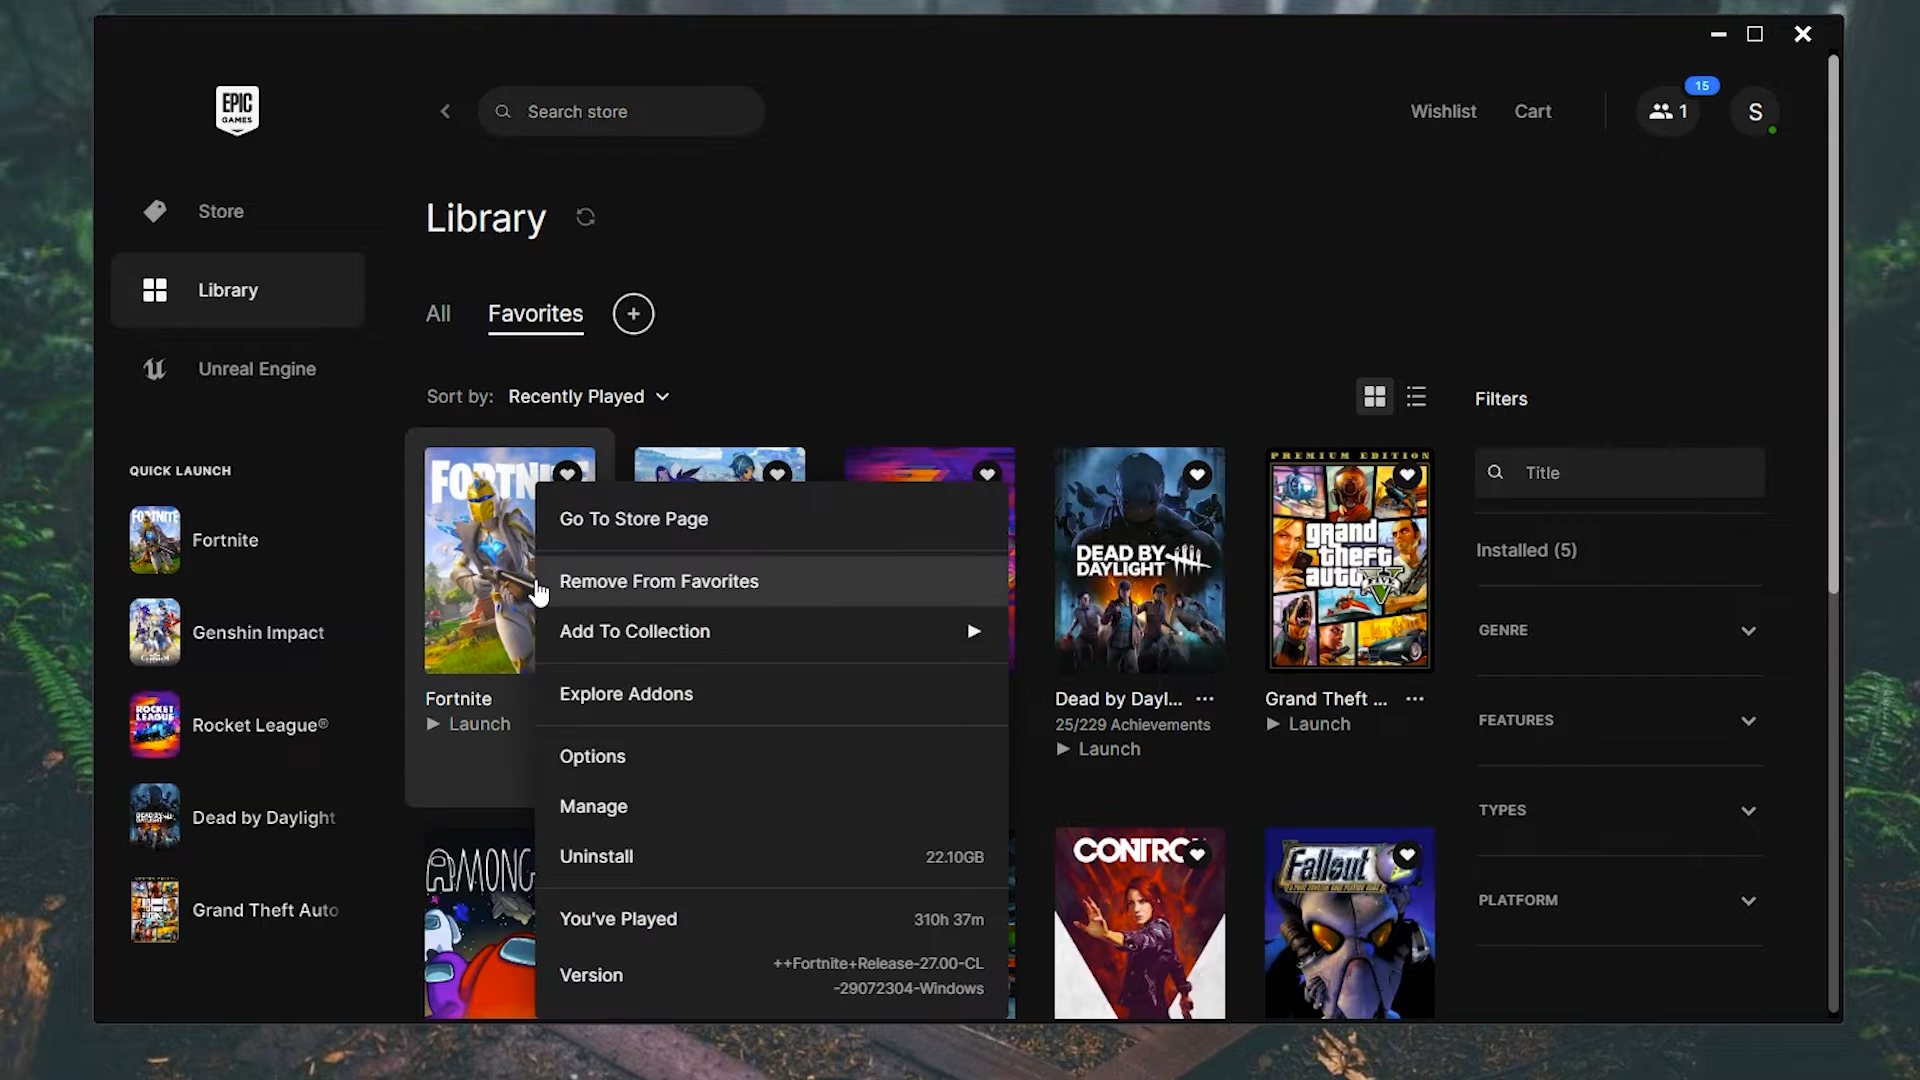 EPIC
GAMES
Search store
Wishlist
Cart
1
15
S
Store
Library
Unreal Engine
QUICK LAUNCH
Fortnite
Genshin Impact
Rocket League®
Dead by Daylight
Grand Theft Auto
Library
All
Favorites
+
Sort by: Recently Played
FORTN
Go To Store Page
Remove From Favorites
Add To Collection
Explore Addons
Options
Manage
Uninstall 22.10GB
You've Played 310h 37m
Version ++Fortnite+Release-27.00-CL
-29072304-Windows
Fortnite
Launch
DEAD BY
DAYLIGHT
Dead by Dayl... ...
25/229 Achievements
Launch
PREMIUM EDITION
grand
theft
auto
V
Grand Theft ... ...
Launch
AMONG
CONTRO
Fallout
Filters
Title
Installed (5)
GENRE
FEATURES
TYPES
PLATFORM
ROCKET
LEAGUE